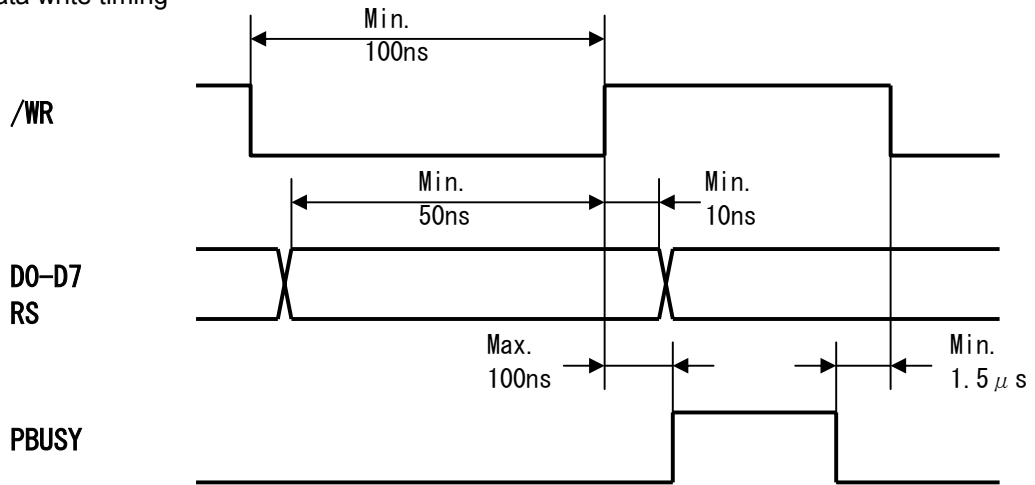 ata write timing
Min.
100ns
/WR
Min.
50ns
Min.
10ns
D0-D7
RS
Max.
100ns
Min.
1.5μs
PBUSY